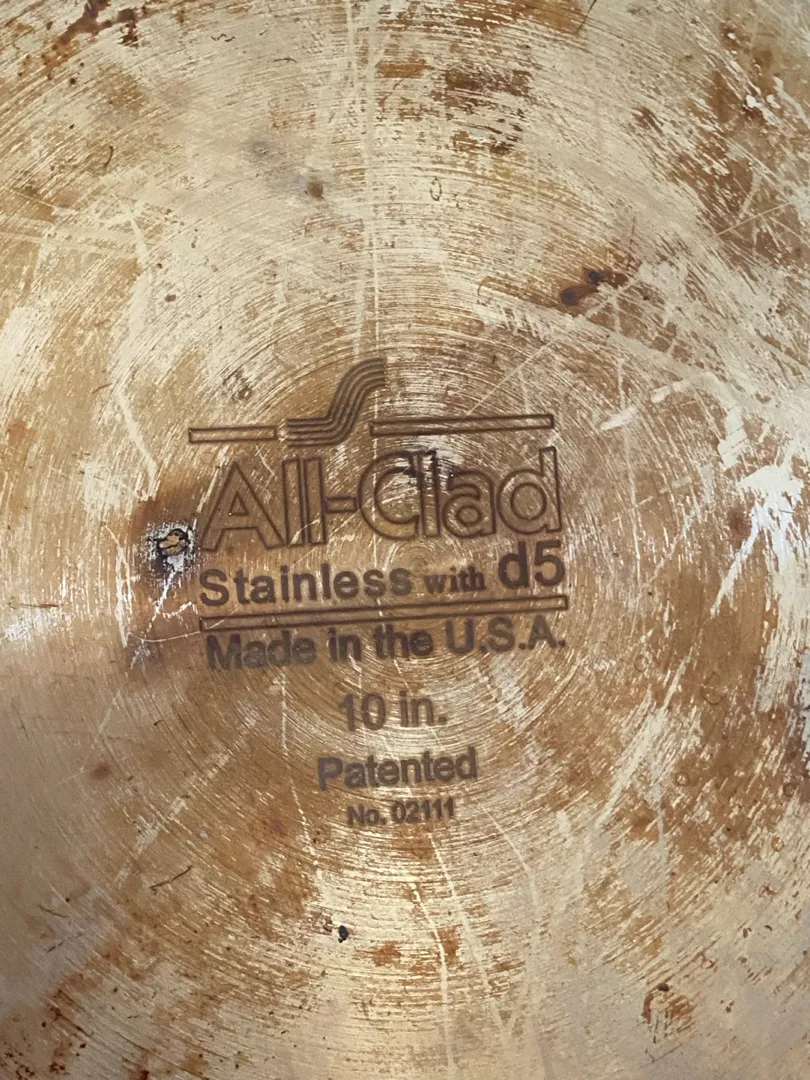 All-Clad
Stainless with d5
Made in the U.S.A.
10 in.
Patented
No. 02111